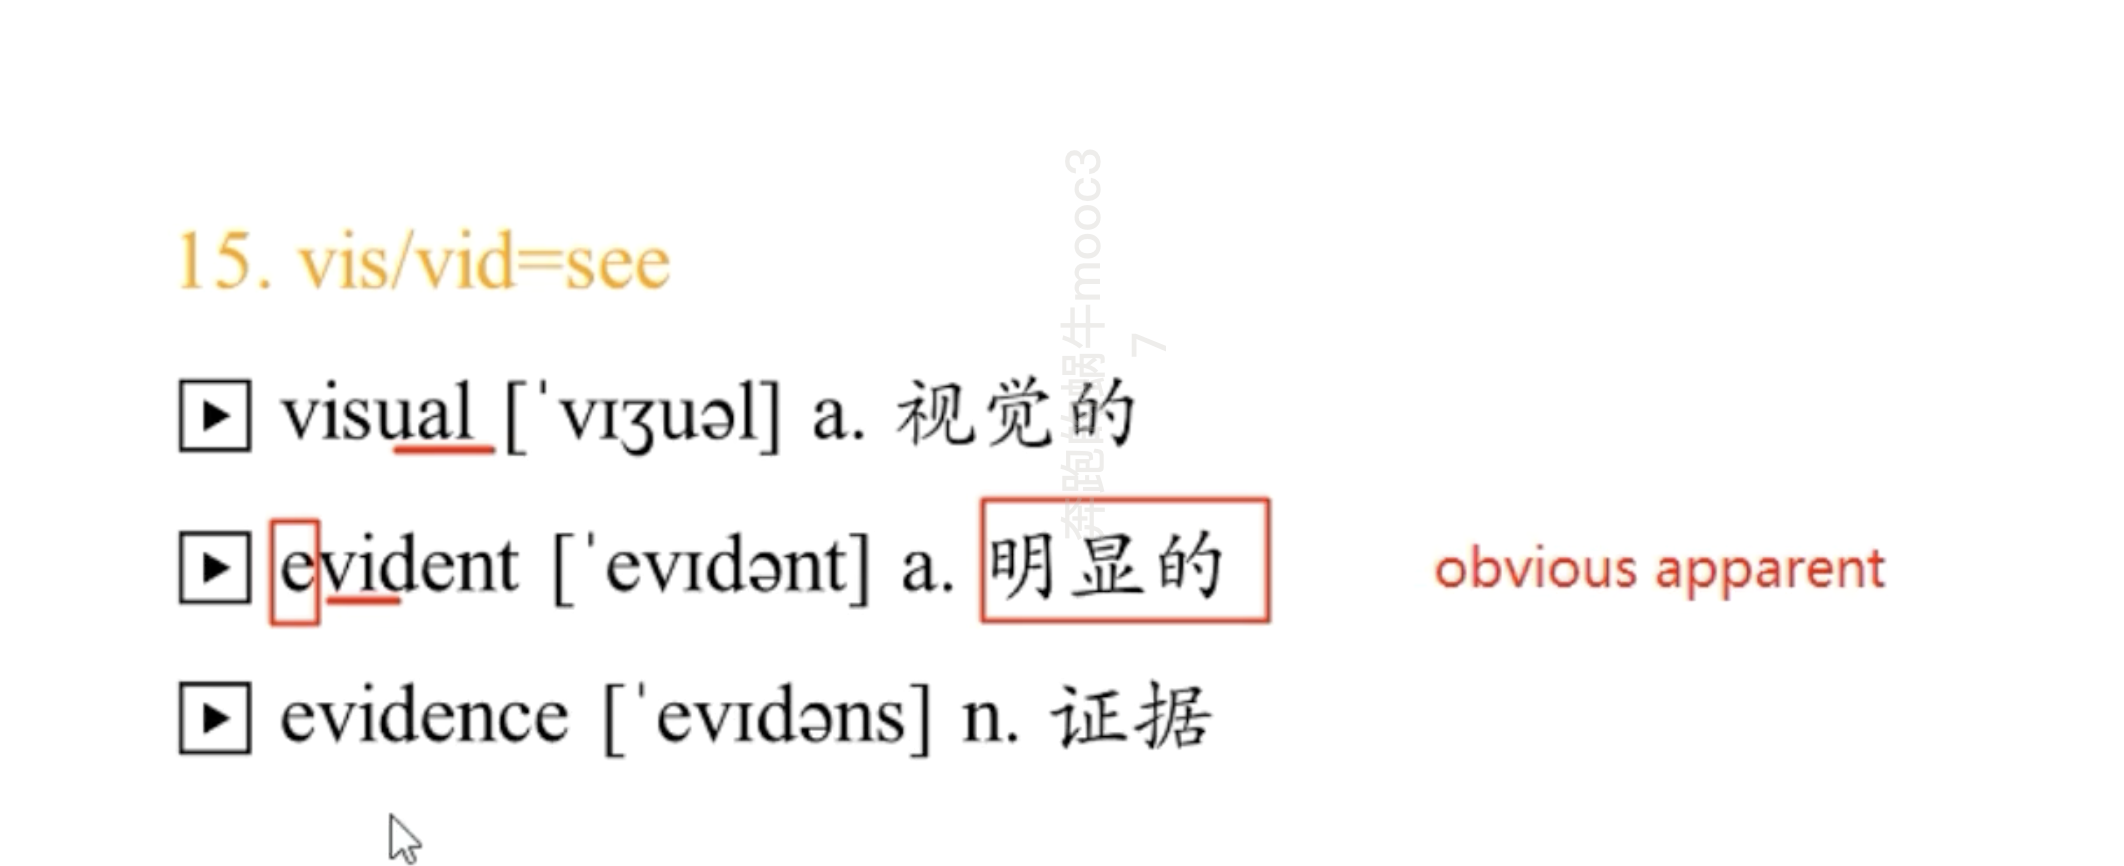 15. vis/vid=see
visual [ˈvɪʒuəl] a. 视觉的
evident [ˈevɪdənt] a. 明显的 obvious apparent
evidence [ˈevɪdəns] n. 证据
奔跑的蜗牛mooc3
7